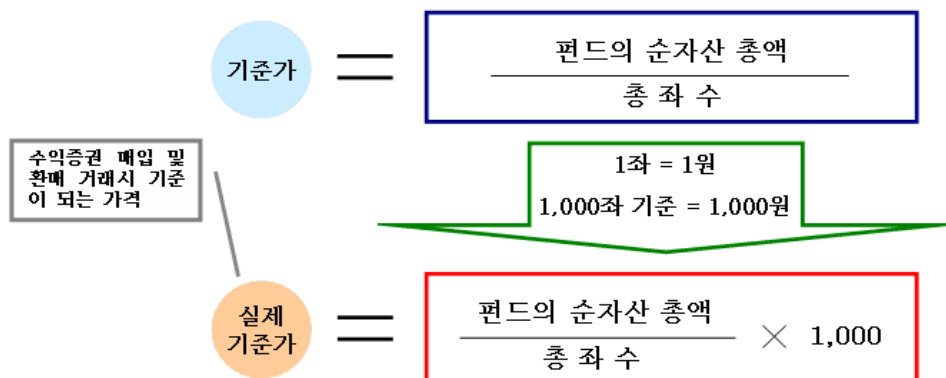 기준가
펀드의 순자산 총액
총 좌 수
수익증권 매입 및
환매 거래시 기준
이 되는 가격
1좌 = 1원
1,000좌 기준 = 1,000원
실제
기준가
펀드의 순자산 총액
총 좌 수
× 1,000